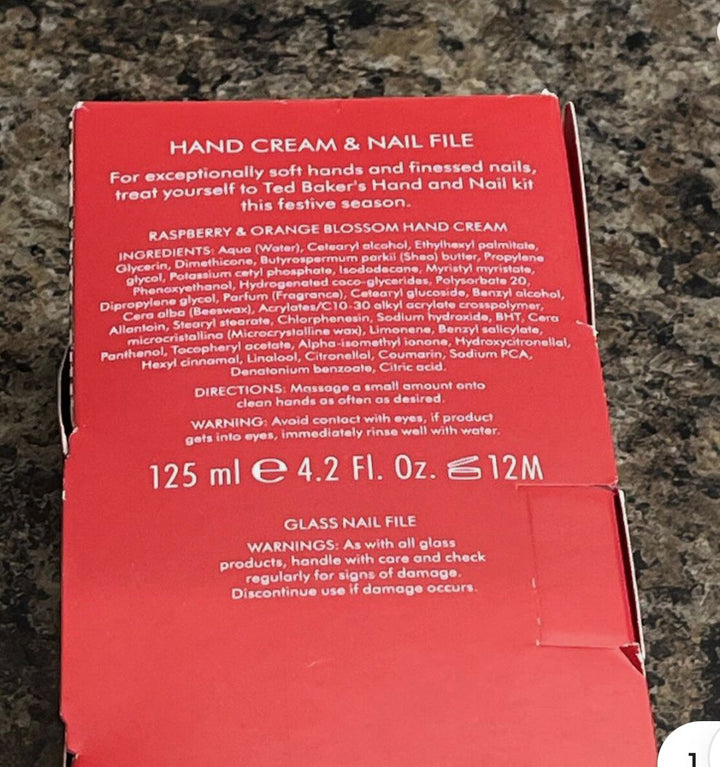 HAND CREAM & NAIL FILE
For exceptionally soft hands and finessed nails,
treat yourself to Ted Baker's Hand and Nail kit
this festive season.
RASPBERRY & ORANGE BLOSSOM HAND CREAM
INGREDIENTS: Aqua (Water), Cetearyl alcohol, Ethylhexyl palmitate,
Glycerin, Dimethicone, Butyrospermum parkii (Shea) butter, Propylene
glycol, Potassium cetyl phosphate, Isododecane, Myristyl myristate,
Phenoxyethanol, Hydrogenated coco-glycerides, Polysorbate 20,
Dipropylene glycol, Parfum (Fragrance), Cetearyl glucoside, Benzyl alcohol,
Cera alba (Beeswax), Acrylates/C10-30 alkyl acrylate crosspolymer,
Allantoin, Stearyl stearate, Chlorphenesin, Sodium hydroxide, BHT, Cera
microcristallina (Microcrystalline wax), Limonene, Benzyl salicylate,
Panthenol, Tocopheryl acetate, Alpha-isomethyl ionone, Hydroxycitronellal,
Hexyl cinnamal, Linalool, Citronellol, Coumarin, Sodium PCA,
Denatonium benzoate, Citric acid.
DIRECTIONS: Massage a small amount onto
clean hands as often as desired.
WARNING: Avoid contact with eyes, if product
gets into eyes, immediately rinse well with water.
125 ml ℮ 4.2 Fl. Oz. 12M
GLASS NAIL FILE
WARNINGS: As with all glass
products, handle with care and check
regularly for signs of damage.
Discontinue use if damage occurs.
1